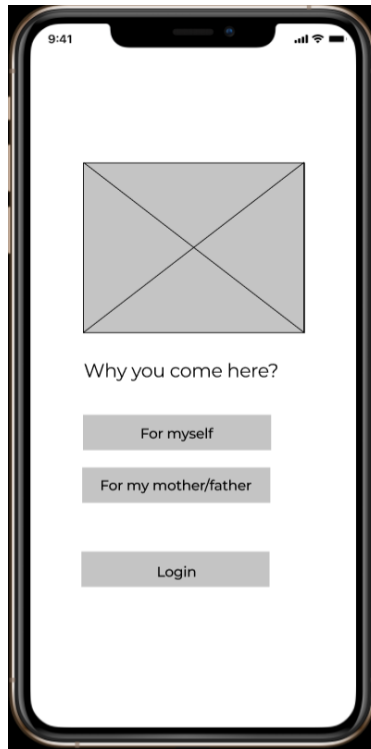 9:41
Why you come here?
For myself
For my mother/father
Login